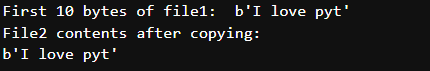 First 10 bytes of file1:  b'I love pyt'
File2 contents after copying:
b'I love pyt'